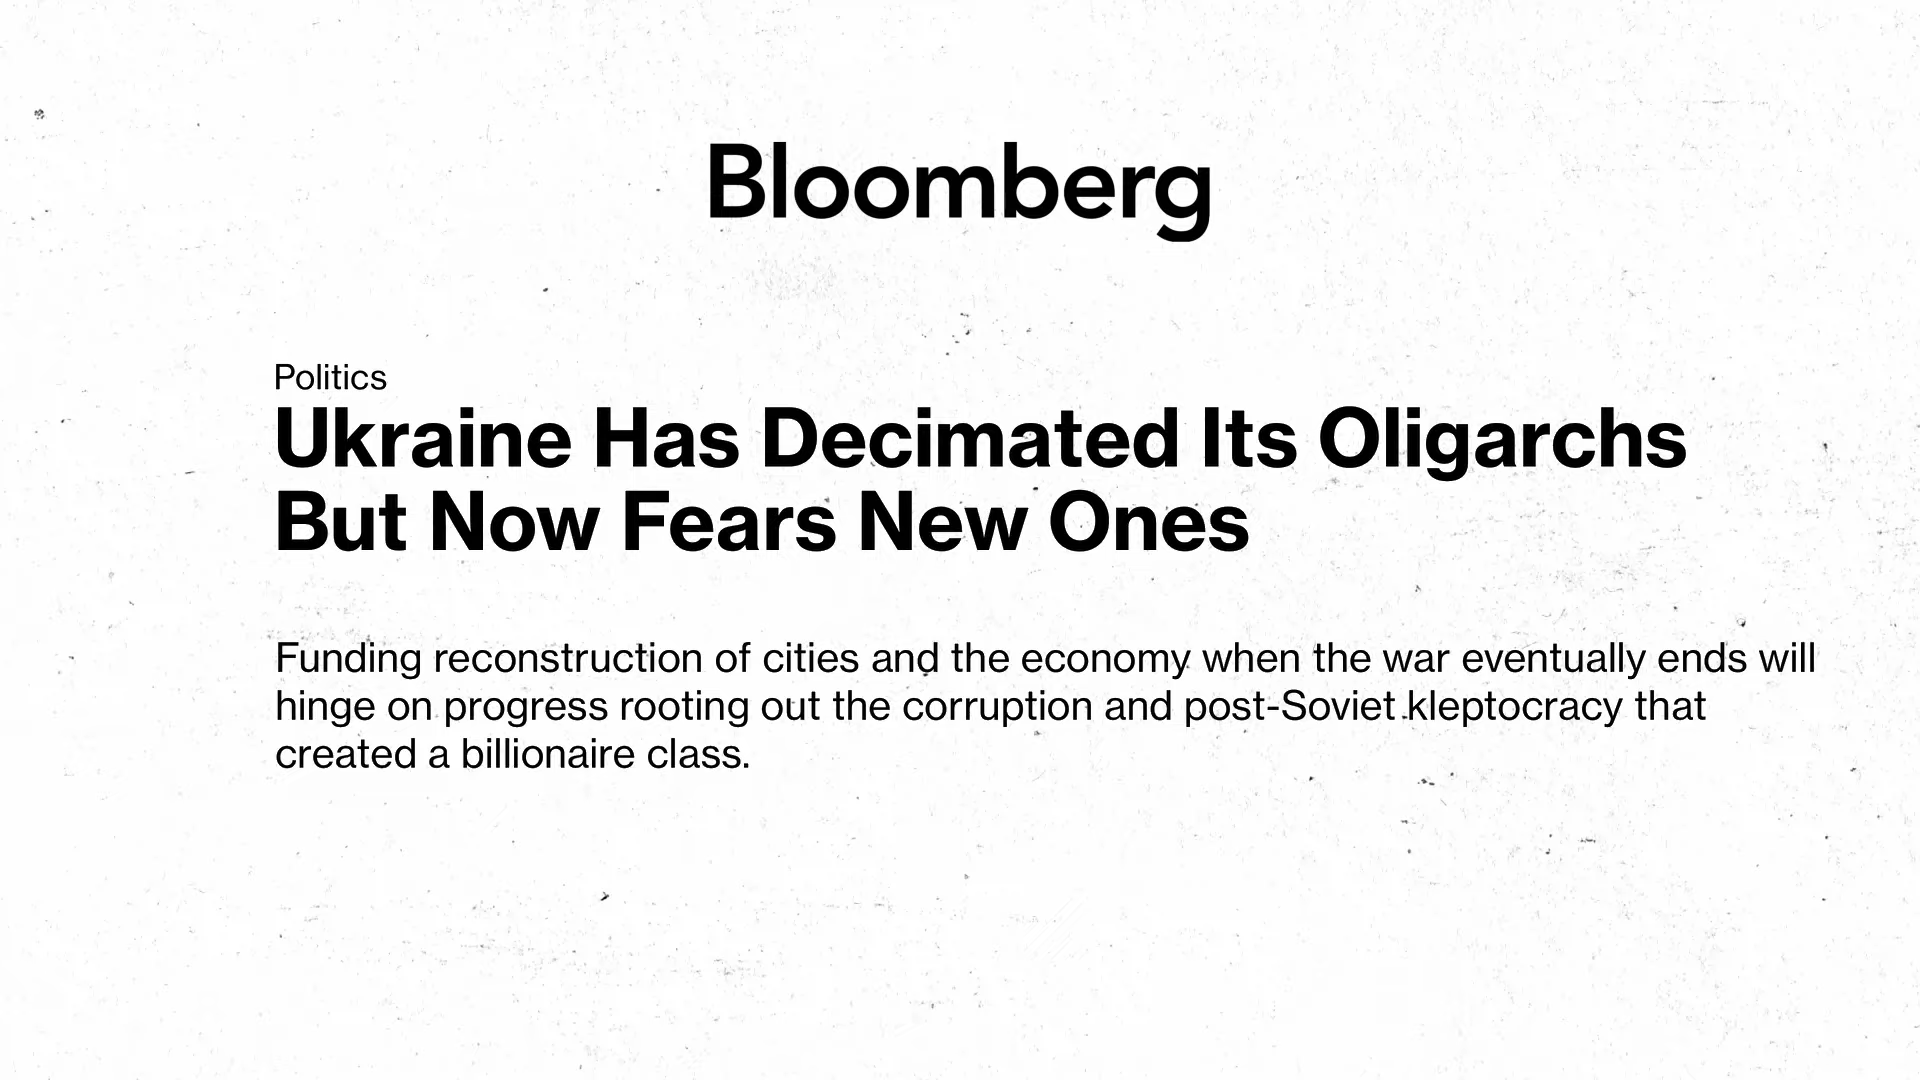 Bloomberg
Politics
Ukraine Has Decimated Its Oligarchs
But Now Fears New Ones
Funding reconstruction of cities and the economy when the war eventually ends will
hinge on progress rooting out the corruption and post-Soviet kleptocracy that
created a billionaire class.